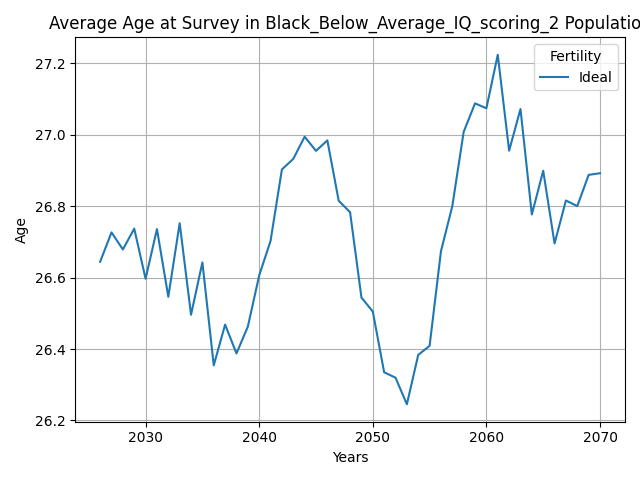 Average Age at Survey in Black_Below_Average_IQ_scoring_2 Populatio
Fertility
Ideal
27.2
27.0
26.8
26.6
26.4
26.2
Age
2030 2040 2050 2060 2070
Years